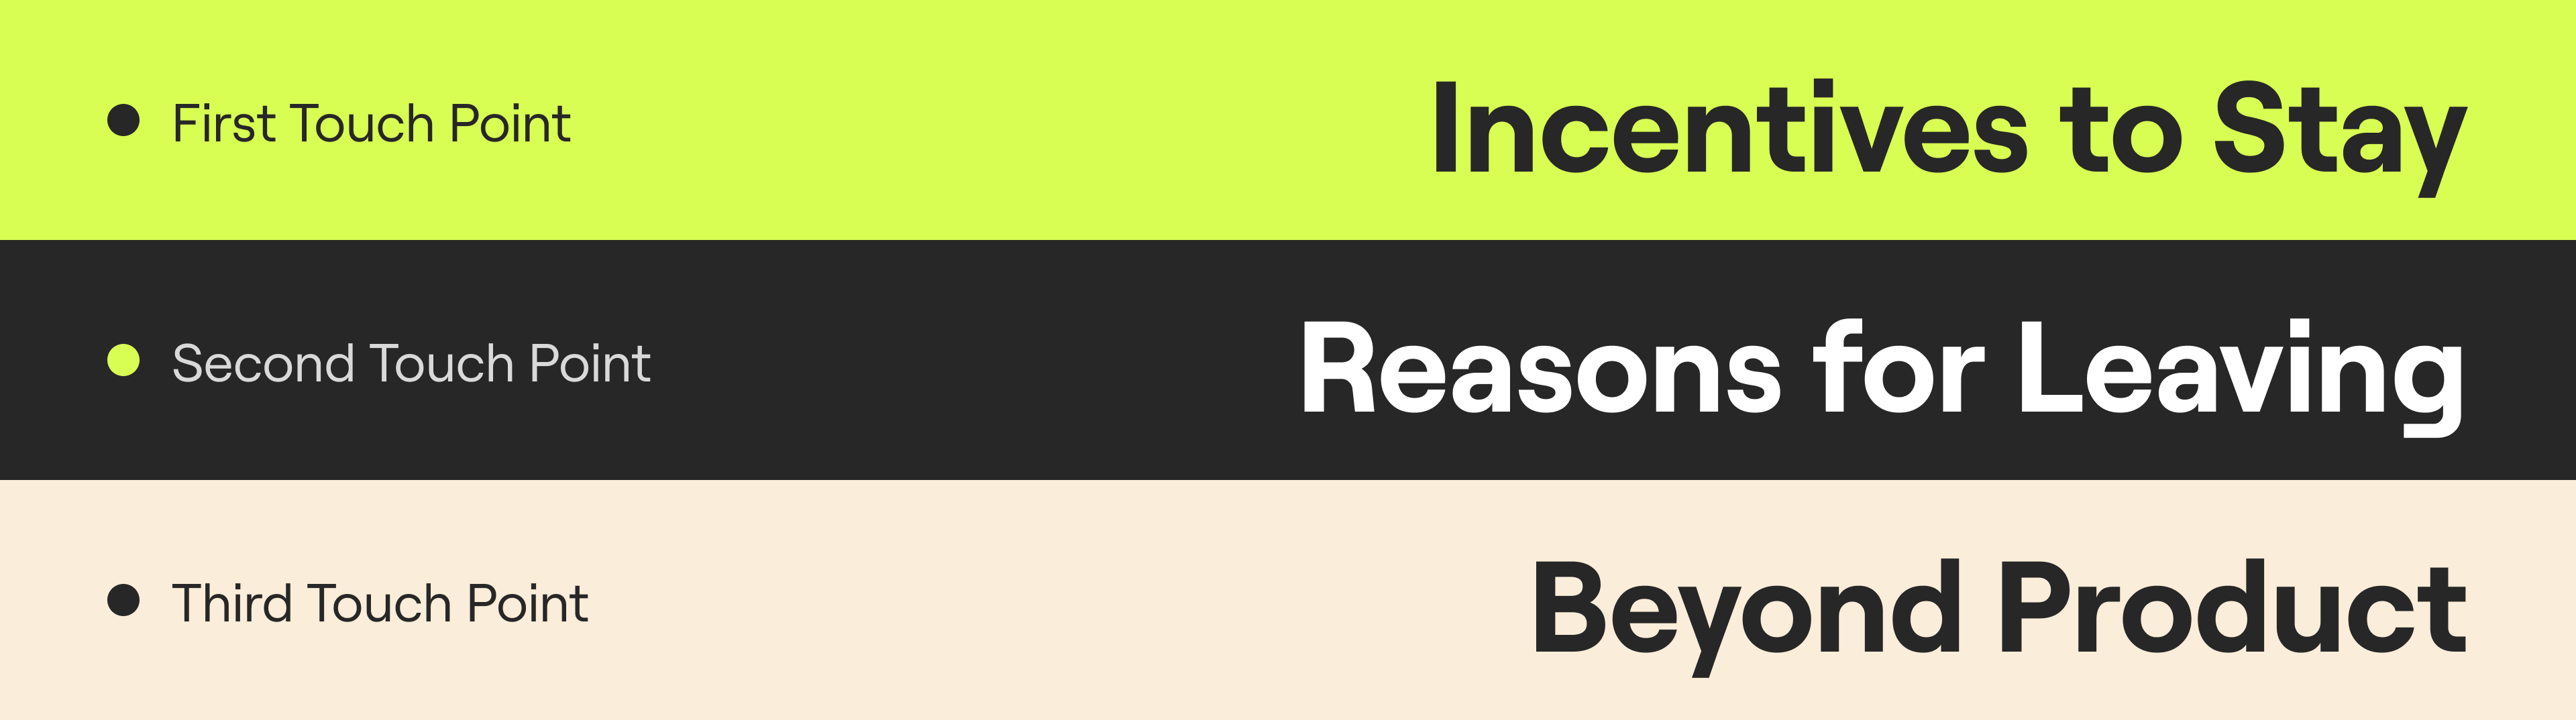 First Touch Point
Incentives to Stay
Second Touch Point
Reasons for Leaving
Third Touch Point
Beyond Product